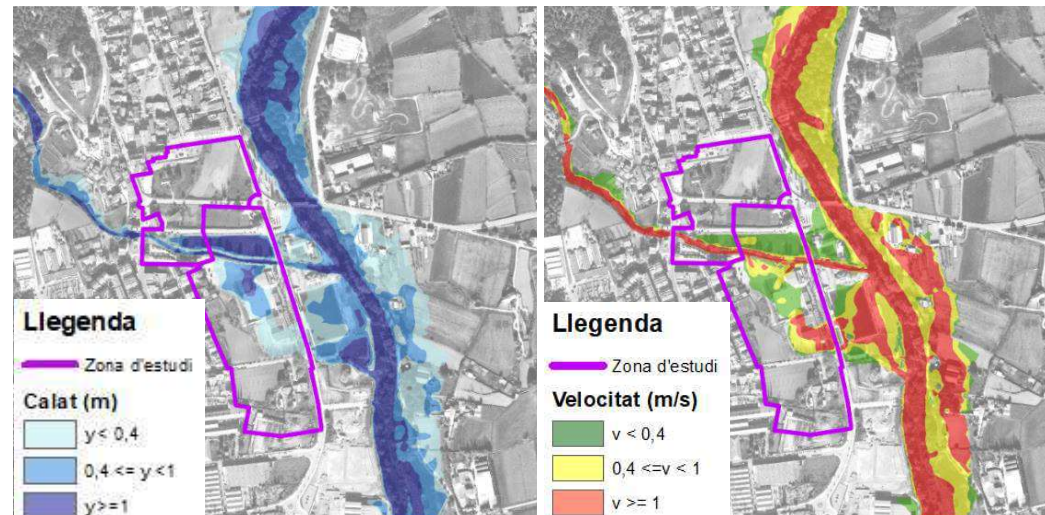 Llegenda
Zona d'estudi
Calat (m)
y< 0,4
0,4 <= y <1
y>=1
Llegenda
Zona d'estudi
Velocitat (m/s)
v < 0,4
0,4 <=v < 1
v >= 1